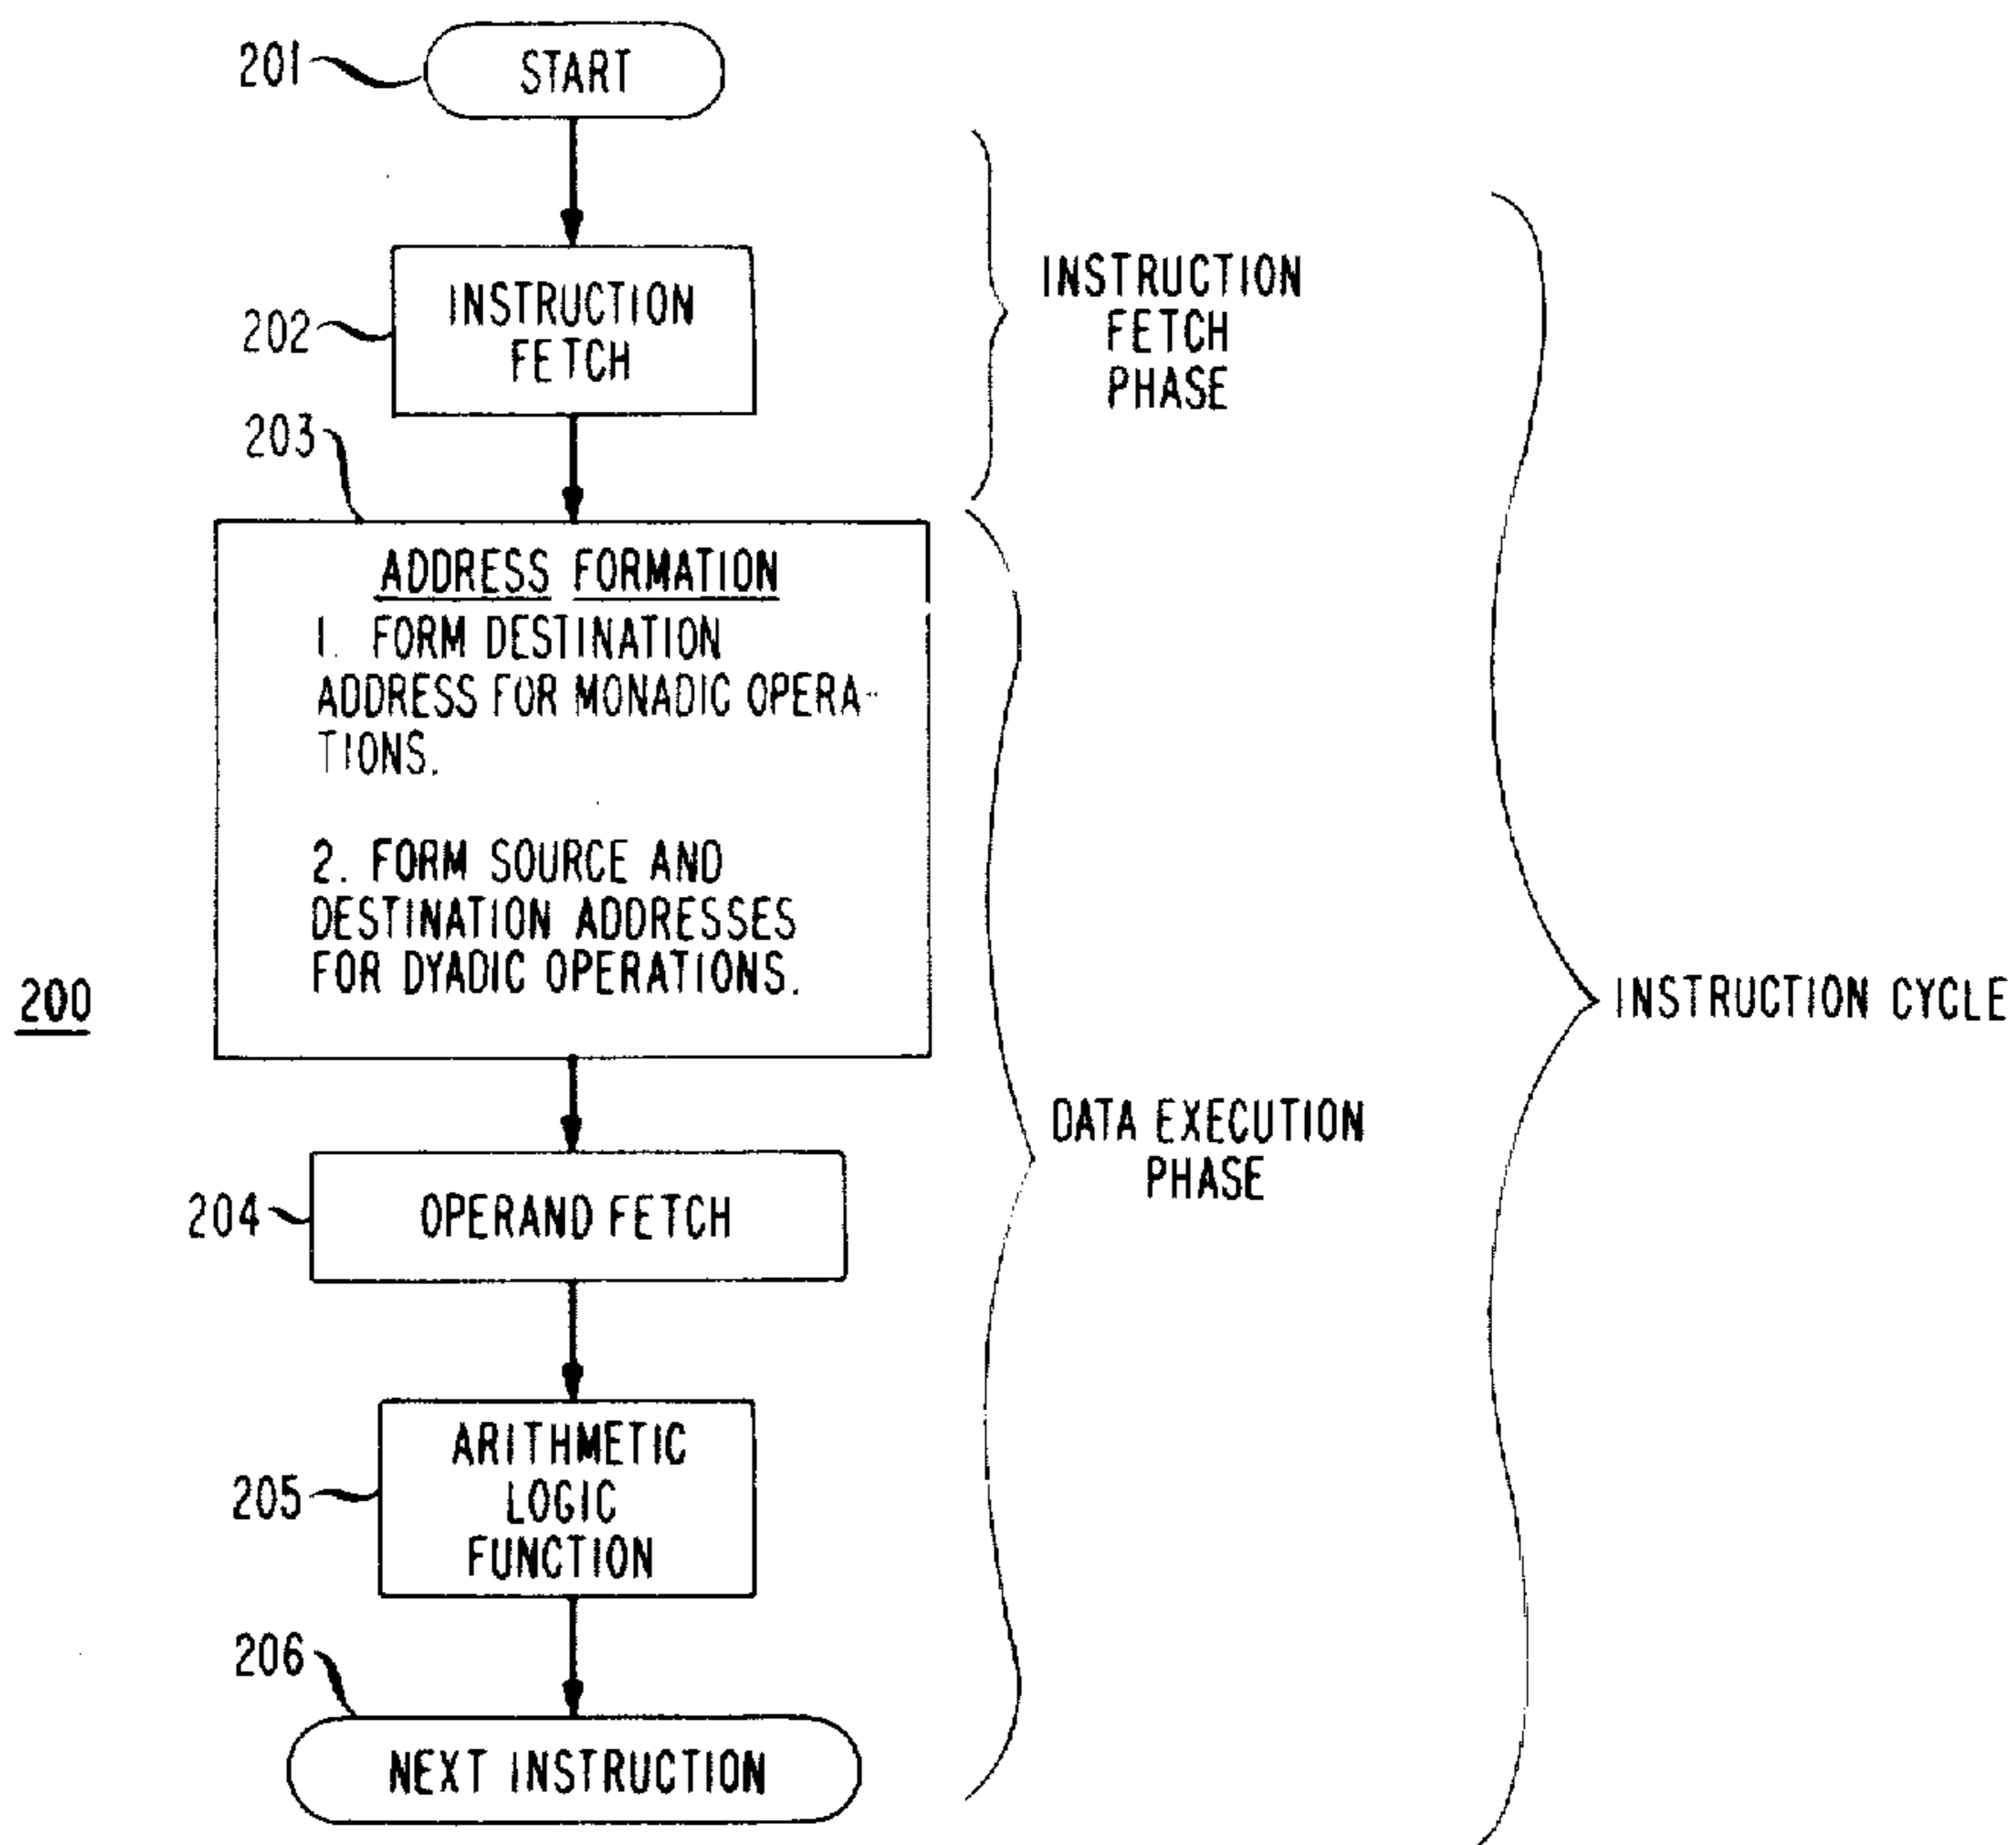 201
START
202
INSTRUCTION
FETCH
INSTRUCTION
FETCH
PHASE
203
ADDRESS FORMATION
1. FORM DESTINATION
ADDRESS FOR MONADIC OPERA-
TIONS.
2. FORM SOURCE AND
DESTINATION ADDRESSES
FOR DYADIC OPERATIONS.
200
INSTRUCTION CYCLE
DATA EXECUTION
PHASE
204
OPERAND FETCH
205
ARITHMETIC
LOGIC
FUNCTION
206
NEXT INSTRUCTION